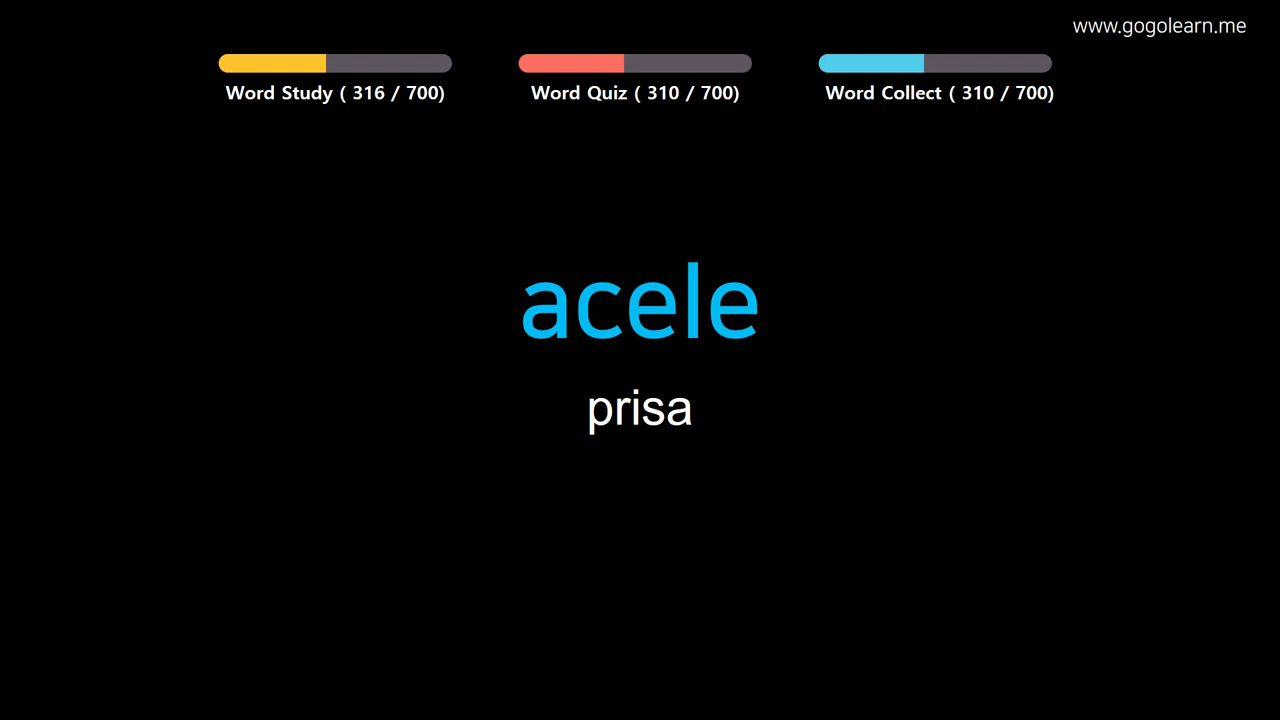 www.gogolearn.me
Word Study ( 316 / 700)
Word Quiz ( 310 / 700)
Word Collect ( 310 / 700)
acele
prisa